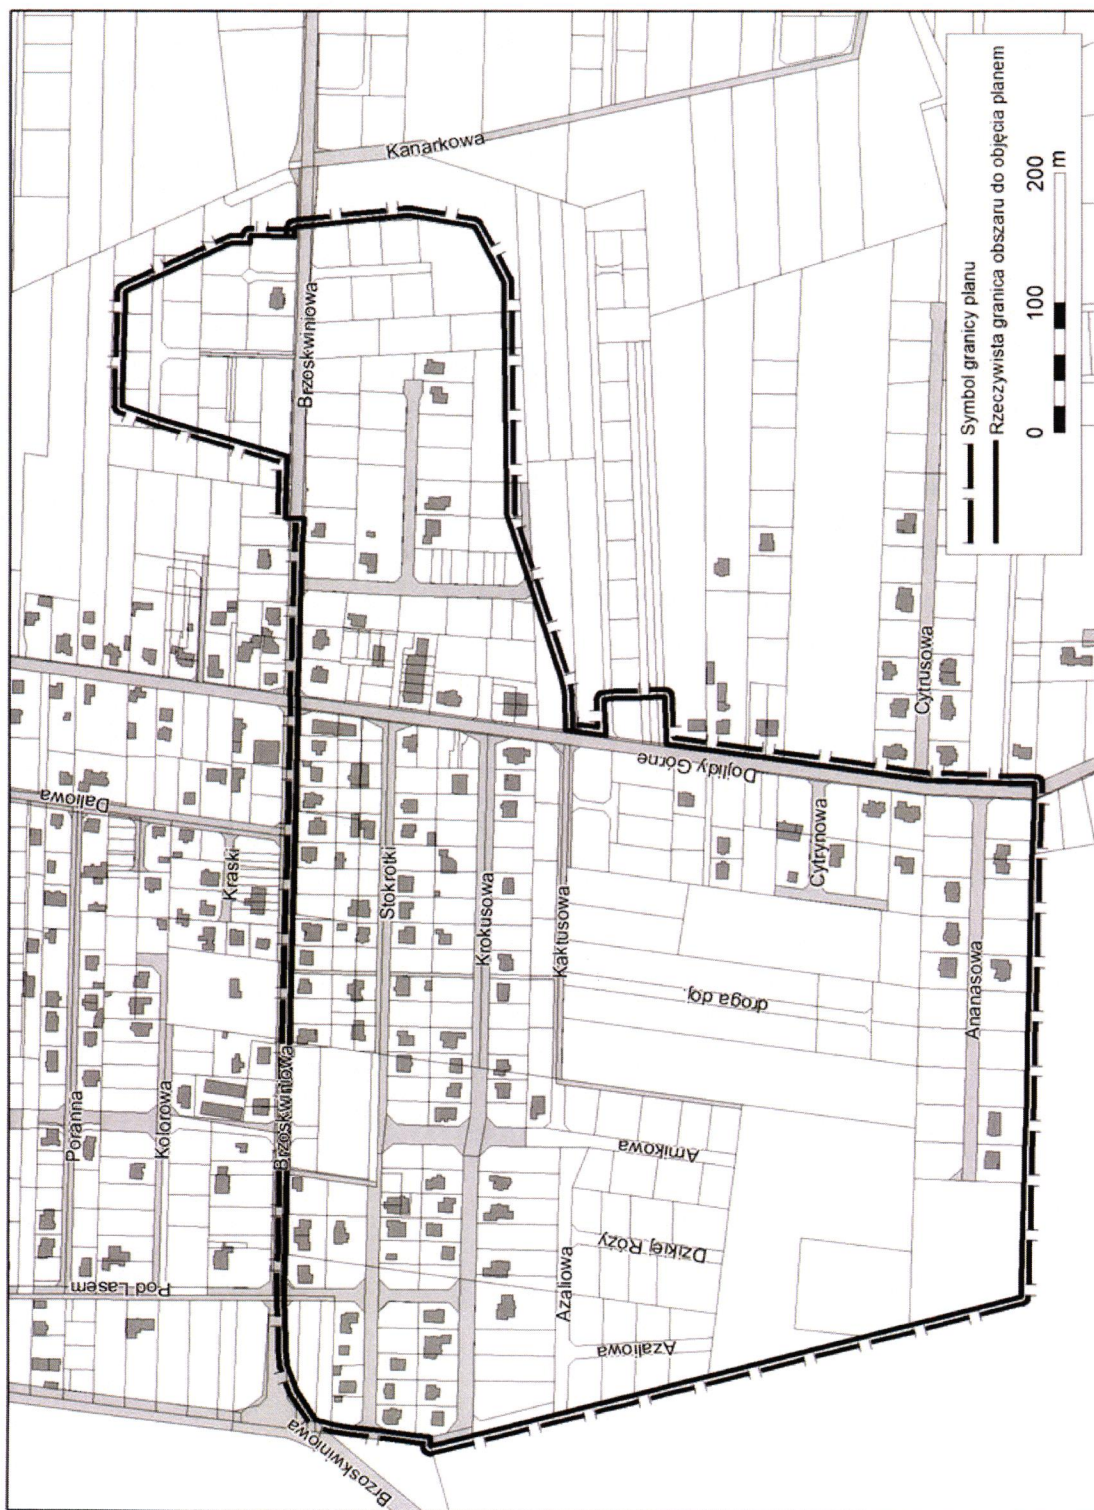 Kanarkowa
Brzoskwiniowa
Daliowa
Kraski
Stokrotki
Krokusowa
Kaktusowa
Dojlidy Górne
Cytrusowa
Cytrynowa
Ananasowa
droga doj.
Poranna
Kolorowa
Brzoskwiniowa
Arnikowa
Dzikiej Róży
Azaliowa
Azaliowa
Pod Lasem
Brzoskwiniowa
Symbol granicy planu
Rzeczywista granica obszaru do objęcia planem
0 100 200
m